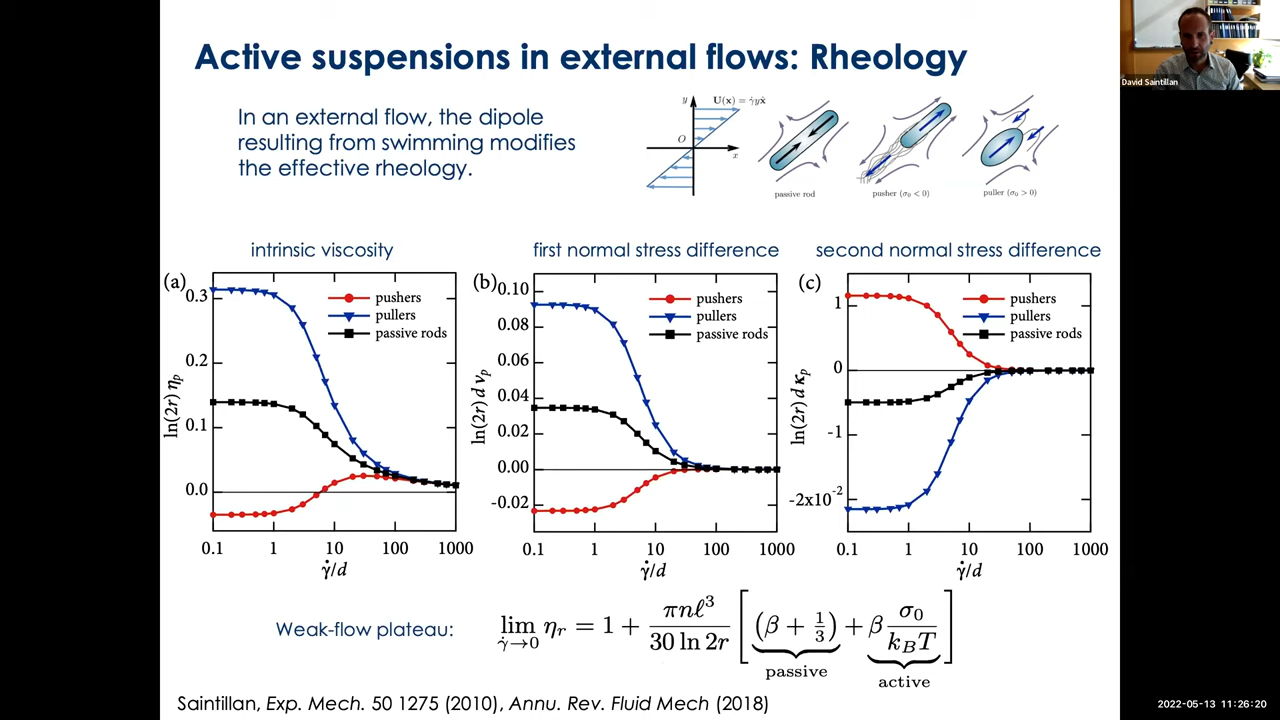 Active suspensions in external flows: Rheology
David Saintillan
In an external flow, the dipole
resulting from swimming modifies
the effective rheology.
y
U(x) = γ̇yx̂
O
x
passive rod
pusher (σ₀ < 0)
puller (σ₀ > 0)
intrinsic viscosity
(a)
pushers
pullers
passive rods
ln(2r) ηₚ
0.3
0.2
0.1
0.0
0.1 1 10 100 1000
γ̇/d
first normal stress difference
(b)
pushers
pullers
passive rods
ln(2r) d νₚ
0.10
0.08
0.06
0.04
0.02
0.00
-0.02
0.1 1 10 100 1000
γ̇/d
second normal stress difference
(c)
pushers
pullers
passive rods
ln(2r) d κₚ
1
0
-1
-2x10⁻²
0.1 1 10 100 1000
γ̇/d
Weak-flow plateau:
lim_{γ̇→0} ηᵣ = 1 + πnℓ³/(30 ln 2r) [(β + 1/3) + β σ₀/(k_B T)]
passive
active
Saintillan, Exp. Mech. 50 1275 (2010), Annu. Rev. Fluid Mech (2018)
2022-05-13 11:26:20